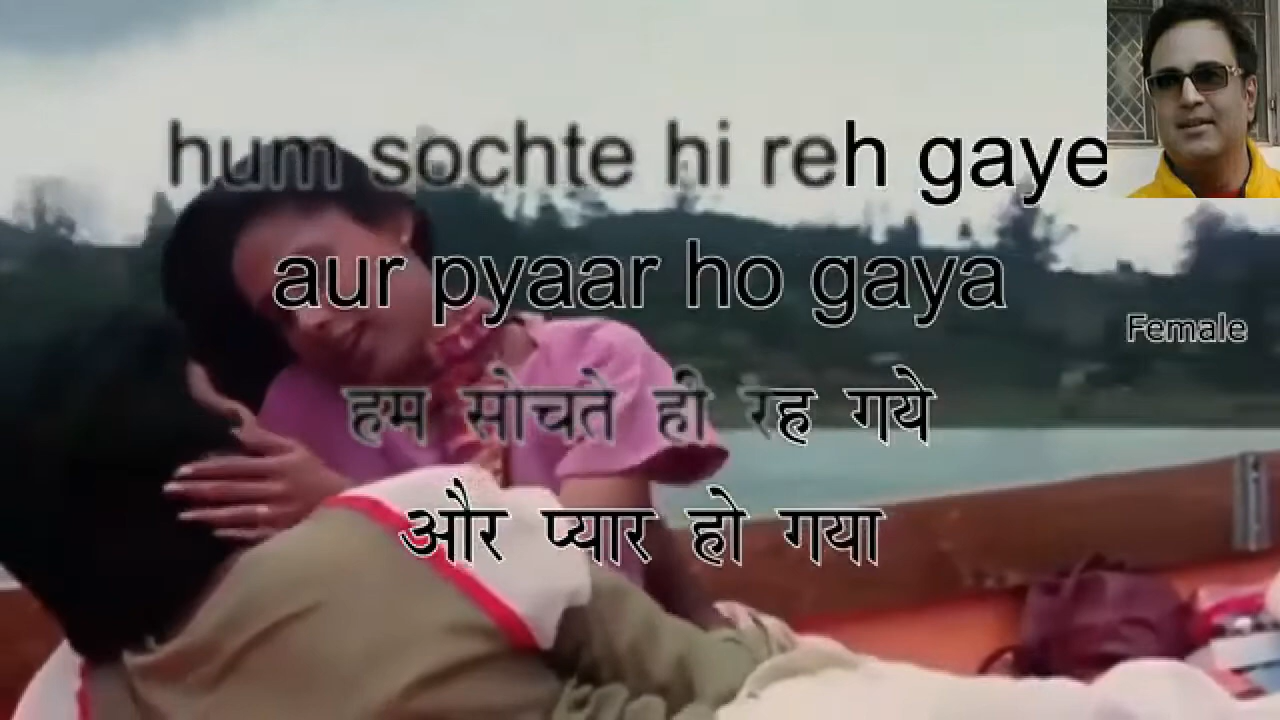 hum sochte hi reh gaye
aur pyaar ho gaya
Female
हम सोचते ही रह गये
और प्यार हो गया